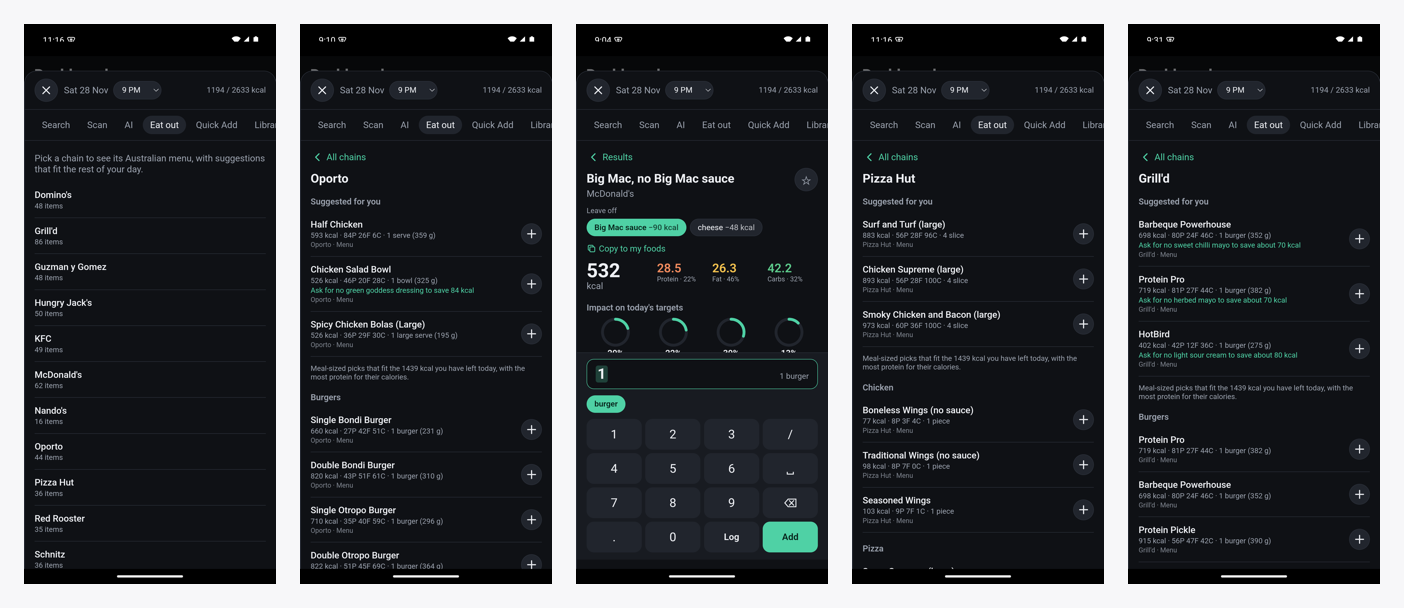 11:16
Sat 28 Nov
9 PM
1194 / 2633 kcal
Search
Scan
AI
Eat out
Quick Add
Librar
Pick a chain to see its Australian menu, with suggestions
that fit the rest of your day.
Domino's
48 items
Grill'd
86 items
Guzman y Gomez
48 items
Hungry Jack's
50 items
KFC
49 items
McDonald's
62 items
Nando's
16 items
Oporto
44 items
Pizza Hut
36 items
Red Rooster
35 items
Schnitz
36 items
9:10
Sat 28 Nov
9 PM
1194 / 2633 kcal
Search
Scan
AI
Eat out
Quick Add
Librar
All chains
Oporto
Suggested for you
Half Chicken
593 kcal · 84P 26F 6C · 1 serve (359 g)
Oporto · Menu
Chicken Salad Bowl
526 kcal · 46P 20F 28C · 1 bowl (325 g)
Ask for no green goddess dressing to save 84 kcal
Oporto · Menu
Spicy Chicken Bolas (Large)
526 kcal · 36P 29F 30C · 1 large serve (195 g)
Oporto · Menu
Meal-sized picks that fit the 1439 kcal you have left today, with the
most protein for their calories.
Burgers
Single Bondi Burger
660 kcal · 27P 42F 51C · 1 burger (231 g)
Oporto · Menu
Double Bondi Burger
820 kcal · 43P 51F 61C · 1 burger (310 g)
Oporto · Menu
Single Otropo Burger
710 kcal · 35P 40F 59C · 1 burger (296 g)
Oporto · Menu
Double Otropo Burger
822 kcal · 51P 45F 69C · 1 burger (364 g)
9:04
Sat 28 Nov
9 PM
1194 / 2633 kcal
Search
Scan
AI
Eat out
Quick Add
Librar
Results
Big Mac, no Big Mac sauce
McDonald's
Leave off
Big Mac sauce −90 kcal
cheese −48 kcal
Copy to my foods
532
kcal
28.5
Protein · 22%
26.3
Fat · 46%
42.2
Carbs · 32%
Impact on today's targets
20%
22%
30%
13%
1
1 burger
burger
1
2
3
/
4
5
6
7
8
9
.
0
Log
Add
11:16
Sat 28 Nov
9 PM
1194 / 2633 kcal
Search
Scan
AI
Eat out
Quick Add
Librar
All chains
Pizza Hut
Suggested for you
Surf and Turf (large)
883 kcal · 56P 28F 96C · 4 slice
Pizza Hut · Menu
Chicken Supreme (large)
893 kcal · 56P 28F 100C · 4 slice
Pizza Hut · Menu
Smoky Chicken and Bacon (large)
973 kcal · 60P 36F 100C · 4 slice
Pizza Hut · Menu
Meal-sized picks that fit the 1439 kcal you have left today, with the
most protein for their calories.
Chicken
Boneless Wings (no sauce)
77 kcal · 8P 3F 4C · 1 piece
Pizza Hut · Menu
Traditional Wings (no sauce)
98 kcal · 8P 7F 0C · 1 piece
Pizza Hut · Menu
Seasoned Wings
103 kcal · 9P 7F 1C · 1 piece
Pizza Hut · Menu
Pizza
9:31
Sat 28 Nov
9 PM
1194 / 2633 kcal
Search
Scan
AI
Eat out
Quick Add
Librar
All chains
Grill'd
Suggested for you
Barbeque Powerhouse
698 kcal · 80P 24F 46C · 1 burger (352 g)
Ask for no sweet chilli mayo to save about 70 kcal
Grill'd · Menu
Protein Pro
719 kcal · 81P 27F 44C · 1 burger (382 g)
Ask for no herbed mayo to save about 70 kcal
Grill'd · Menu
HotBird
402 kcal · 42P 12F 36C · 1 burger (275 g)
Ask for no light sour cream to save about 80 kcal
Grill'd · Menu
Meal-sized picks that fit the 1439 kcal you have left today, with the
most protein for their calories.
Burgers
Protein Pro
719 kcal · 81P 27F 44C · 1 burger (382 g)
Grill'd · Menu
Barbeque Powerhouse
698 kcal · 80P 24F 46C · 1 burger (352 g)
Grill'd · Menu
Protein Pickle
915 kcal · 56P 47F 42C · 1 burger (390 g)
Grill'd · Menu